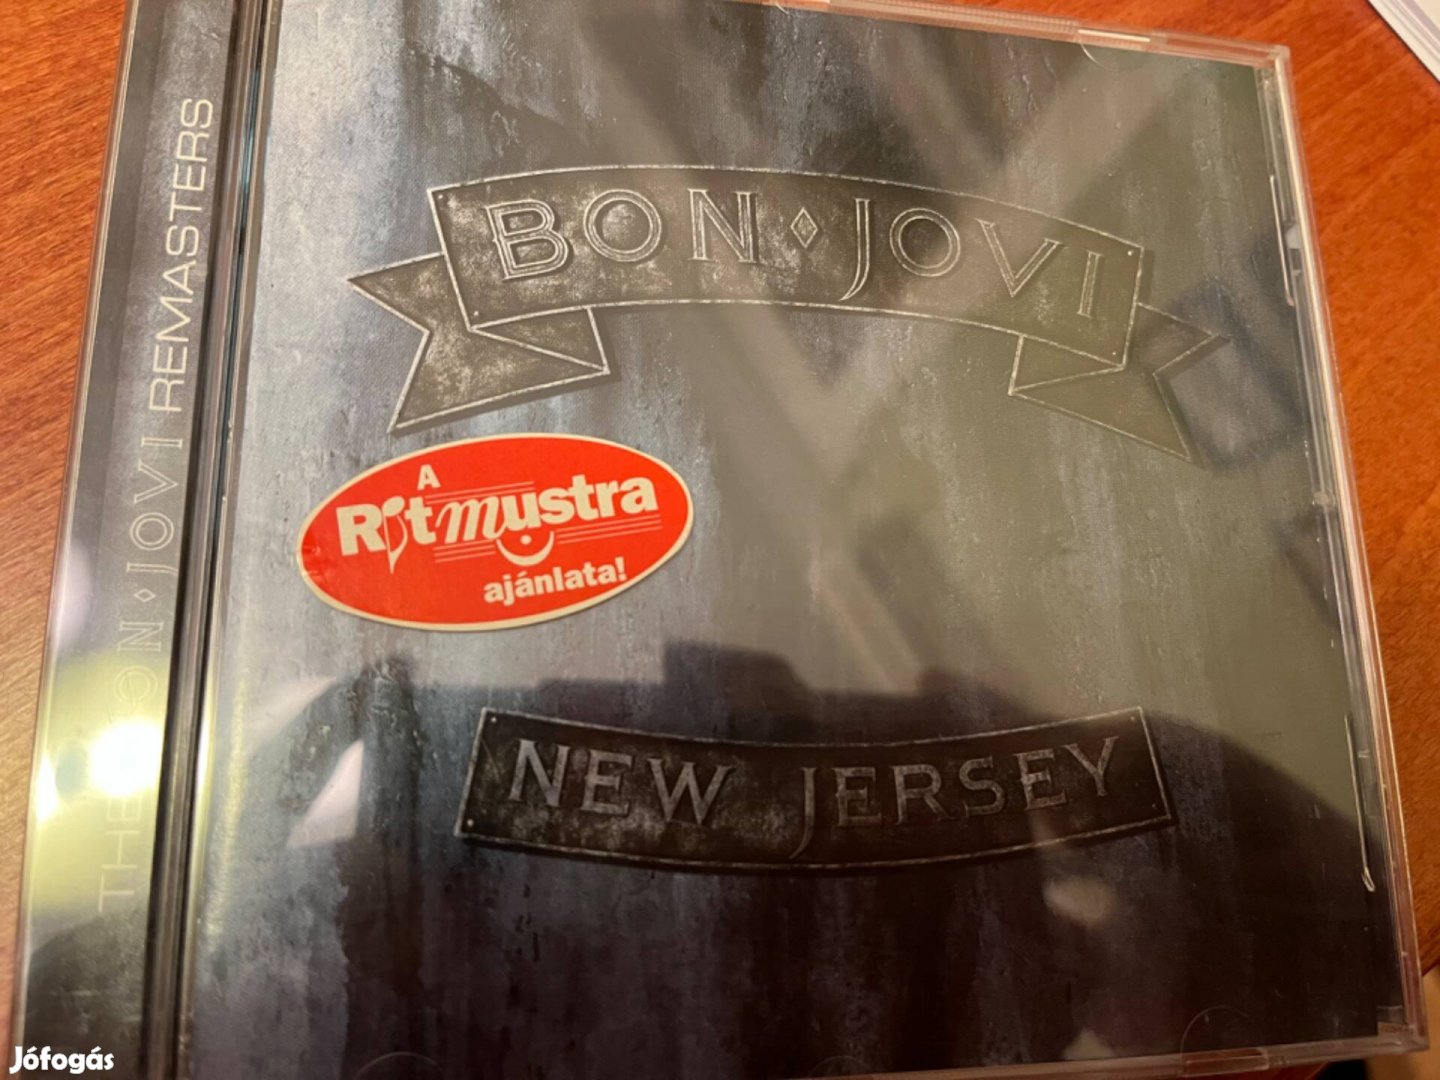 THE BON JOVI REMASTERS
BON JOVI
A
Ritmustra
ajánlata!
NEW JERSEY
Jófogás